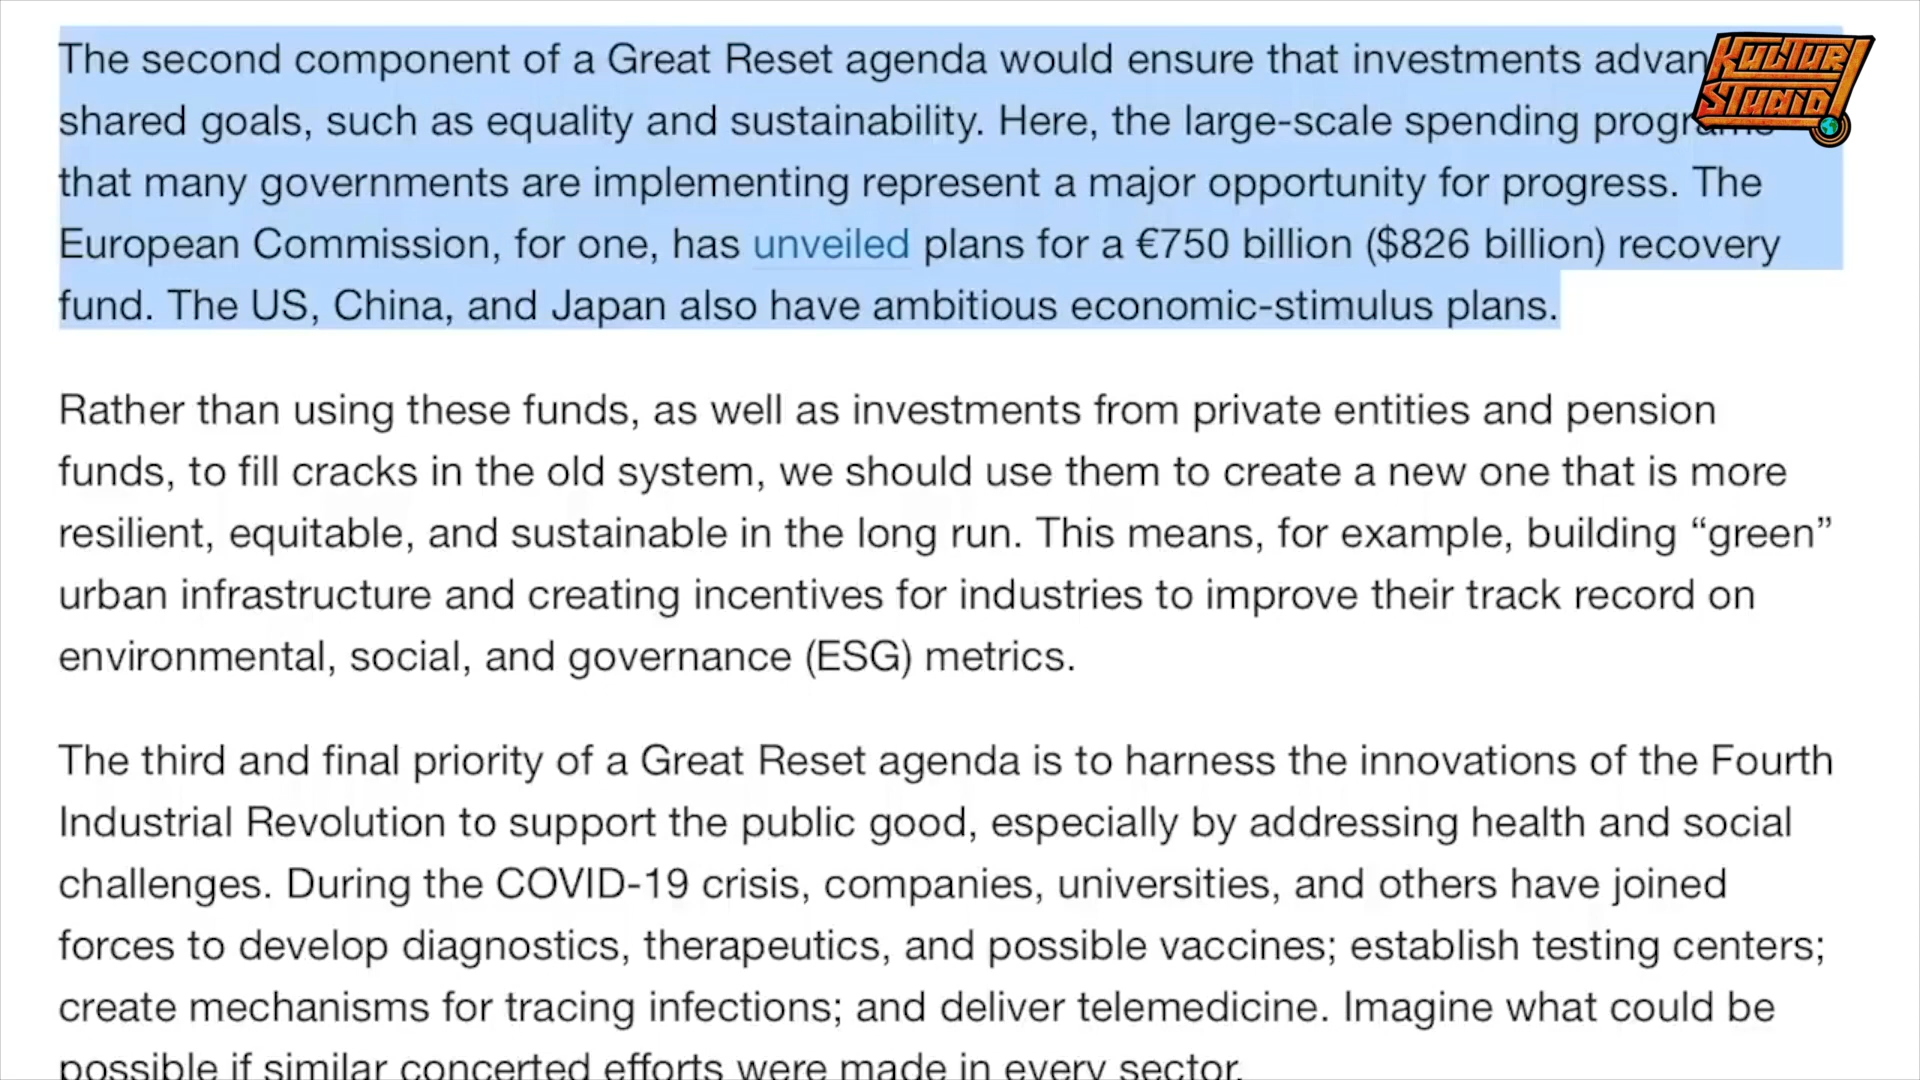 The second component of a Great Reset agenda would ensure that investments
shared goals, such as equality and sustainability. Here, the large-scale spending
that many governments are implementing represent a major opportunity for progress. The
European Commission, for one, has unveiled plans for a €750 billion ($826 billion) recovery
fund. The US, China, and Japan also have ambitious economic-stimulus plans.
Rather than using these funds, as well as investments from private entities and pension
funds, to fill cracks in the old system, we should use them to create a new one that is more
resilient, equitable, and sustainable in the long run. This means, for example, building “green”
urban infrastructure and creating incentives for industries to improve their track record on
environmental, social, and governance (ESG) metrics.
The third and final priority of a Great Reset agenda is to harness the innovations of the Fourth
Industrial Revolution to support the public good, especially by addressing health and social
challenges. During the COVID-19 crisis, companies, universities, and others have joined
forces to develop diagnostics, therapeutics, and possible vaccines; establish testing centers;
create mechanisms for tracing infections; and deliver telemedicine. Imagine what could be
possible if similar concerted efforts were made in every sector.
KULTUR
STUDIO